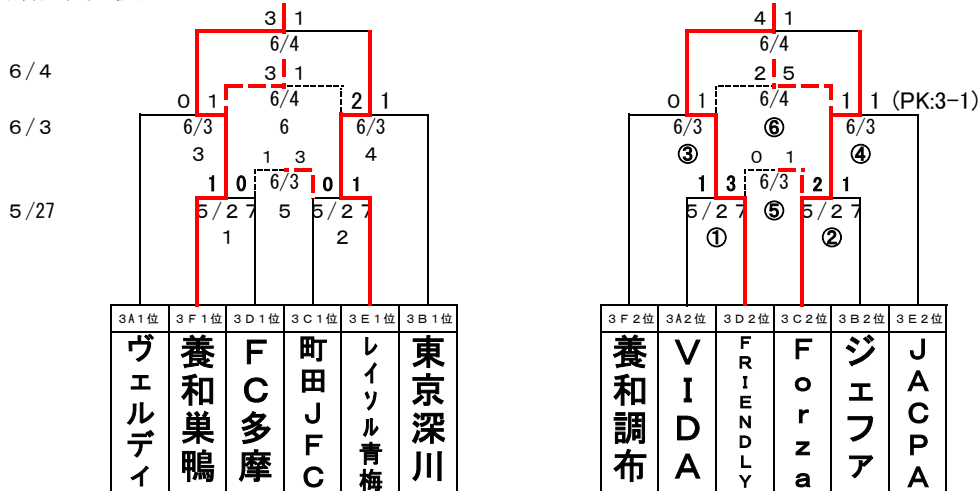 3 1
4 1
6/4
6/4
6/4
3 1
2 5
0 1
6/4
2 1
0 1
6/4
1 1 (PK:3-1)
6/3
6/3
6
6/3
6/3
⑥
6/3
3
4
③
④
1 3
0 1
1 0
6/3
0 1
1 3
6/3
2 1
5/27
5/27
5
5/27
5/27
⑤
5/27
1
2
①
②
3A1位
3F1位
3D1位
3C1位
3E1位
3B1位
3F2位
3A2位
3D2位
3C2位
3B2位
3E2位
ヴェルディ
養和巣鴨
FC多摩
町田JFC
レイソル青梅
東京深川
養和調布
VIDA
FRIENDLY
Forza
ジェファ
JACPA